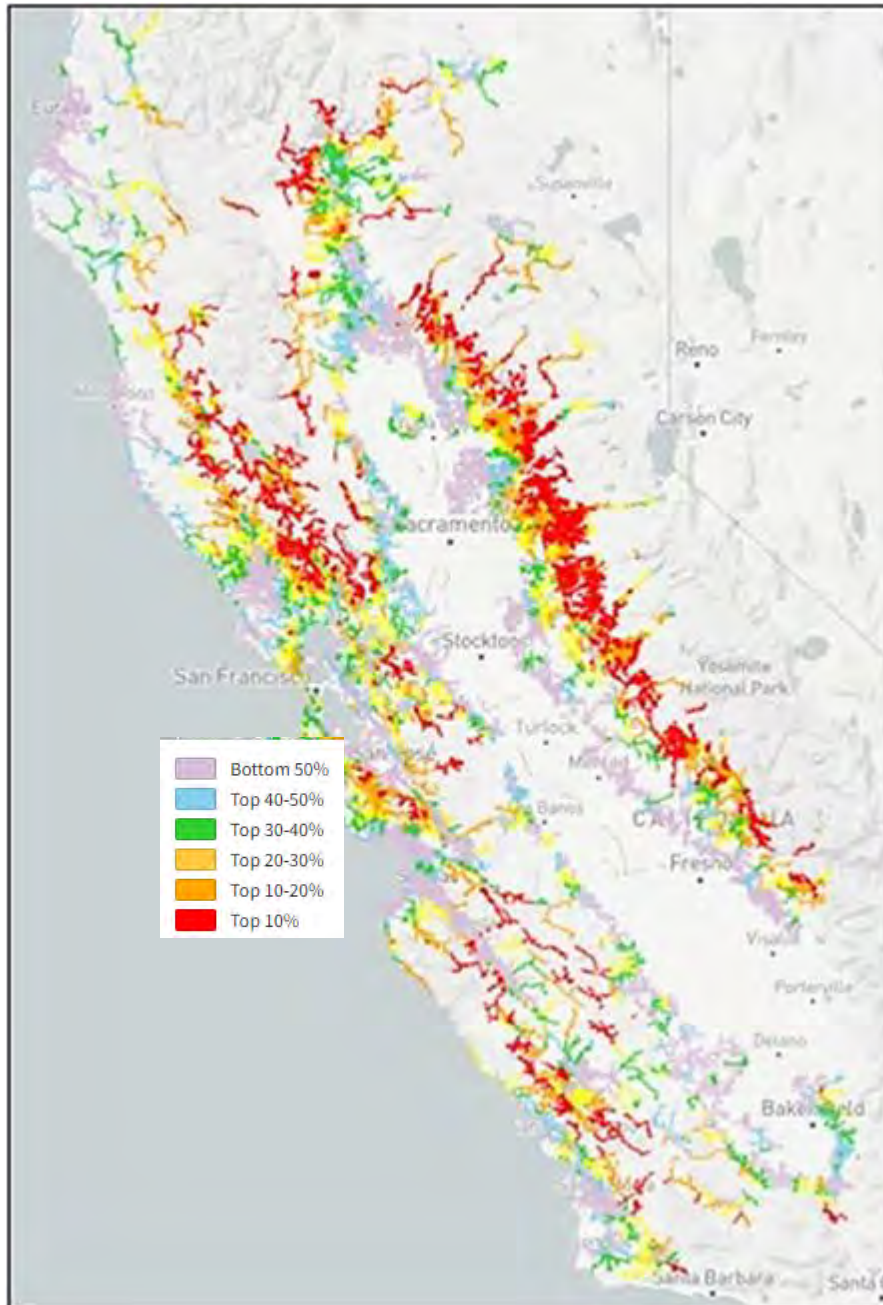 Susanville
Reno
Fernley
Carson City
Sacramento
Stockton
San Francisco
Yosemite
National Park
Turlock
Merced
Bottom 50%
Top 40-50%
Top 30-40%
Top 20-30%
Top 10-20%
Top 10%
Banos
Fresno
Visalia
Porterville
Delano
Bakersfield
Santa Barbara